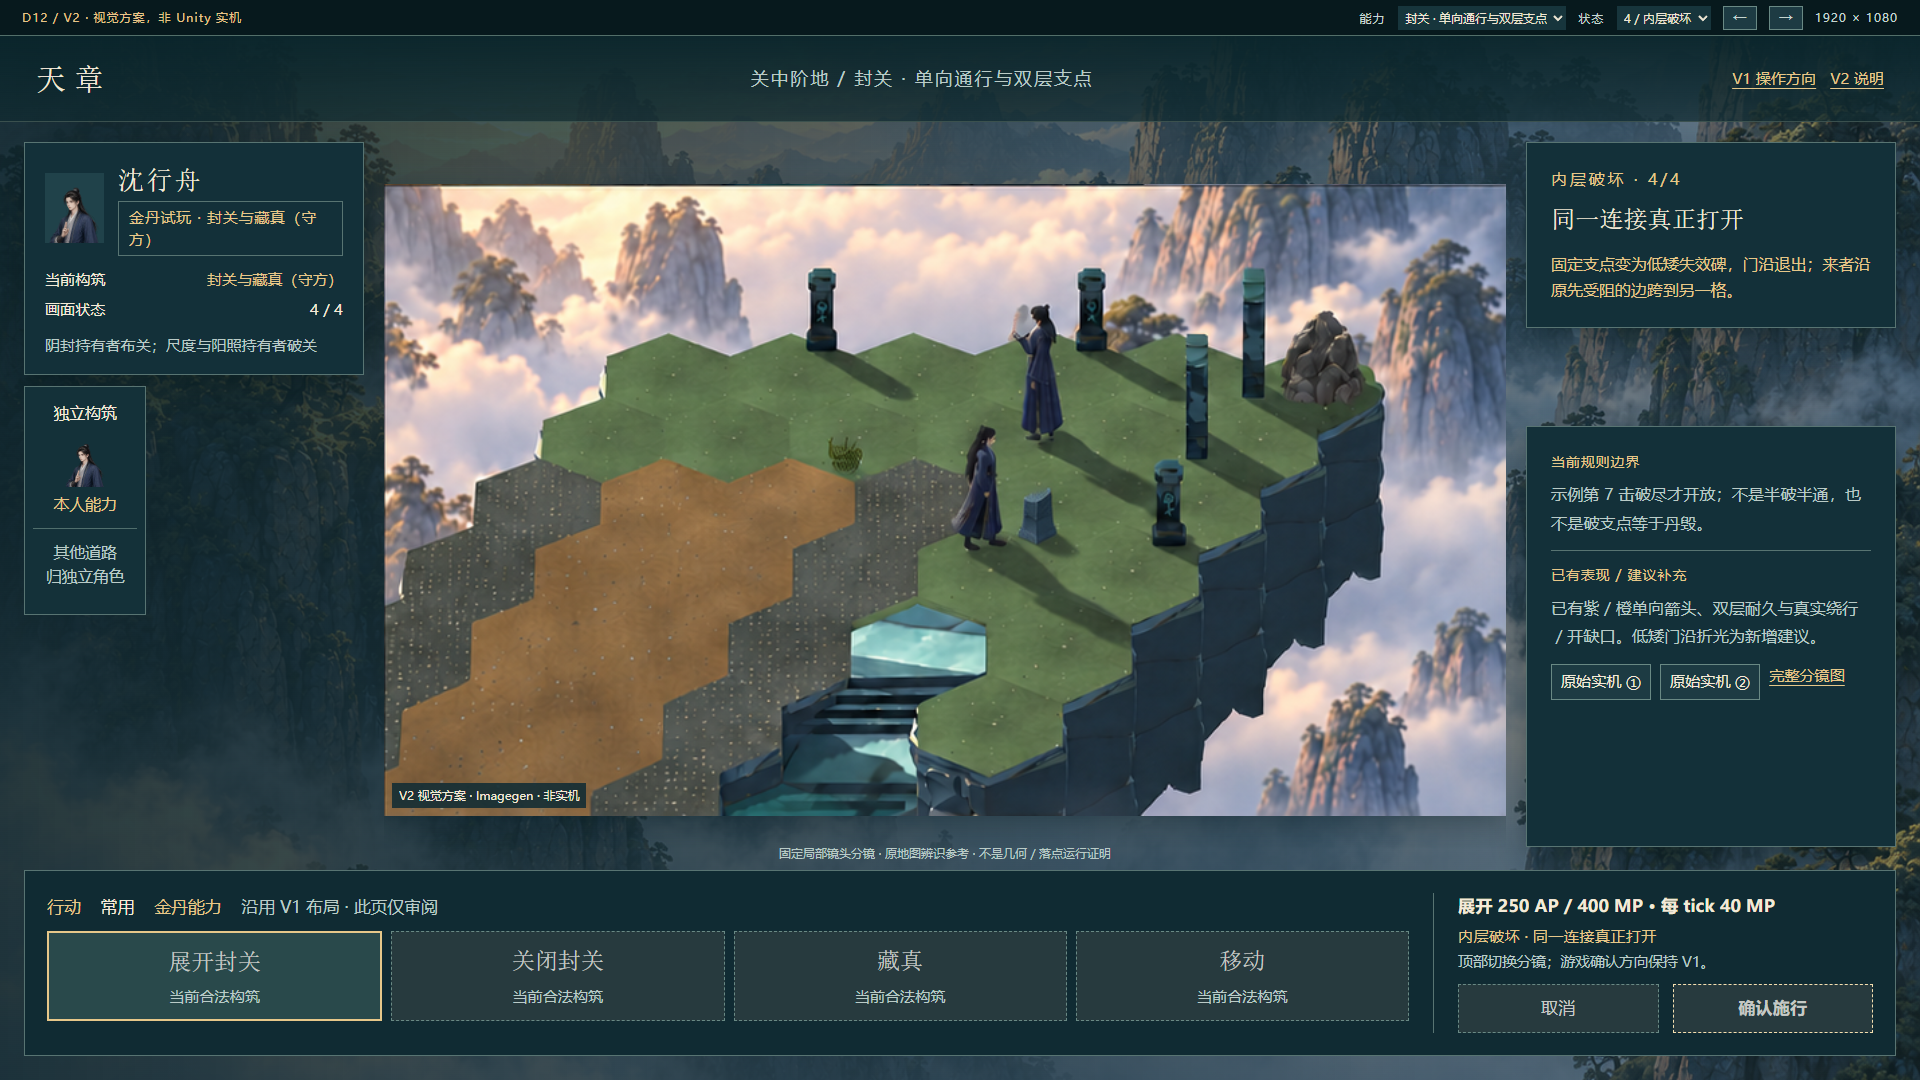 D12 / V2 · 视觉方案，非 Unity 实机
能力 封关 · 单向通行与双层支点 状态 4 / 内层破坏 ← → 1920 × 1080
天章
关中阶地 / 封关 · 单向通行与双层支点
V1 操作方向 V2 说明
沈行舟
金丹试玩 · 封关与藏真（守
方）
当前构筑 封关与藏真（守方）
画面状态 4 / 4
阴封持有者布关；尺度与阳照持有者破关
独立构筑
本人能力
其他道路
归独立角色
V2 视觉方案 · Imagegen · 非实机
固定局部镜头分镜 · 原地图辨识参考 · 不是几何 / 落点运行证明
内层破坏 · 4/4
同一连接真正打开
固定支点变为低矮失效碑，门沿退出；来者沿
原先受阻的边跨到另一格。
当前规则边界
示例第 7 击破尽才开放；不是半破半通，也
不是破支点等于丹毁。
已有表现 / 建议补充
已有紫 / 橙单向箭头、双层耐久与真实绕行
/ 开缺口。低矮门沿折光为新增建议。
原始实机 ① 原始实机 ② 完整分镜图
行动 常用 金丹能力 沿用 V1 布局 · 此页仅审阅
展开封关
当前合法构筑
关闭封关
当前合法构筑
藏真
当前合法构筑
移动
当前合法构筑
展开 250 AP / 400 MP • 每 tick 40 MP
内层破坏 · 同一连接真正打开
顶部切换分镜；游戏确认方向保持 V1。
取消 确认施行